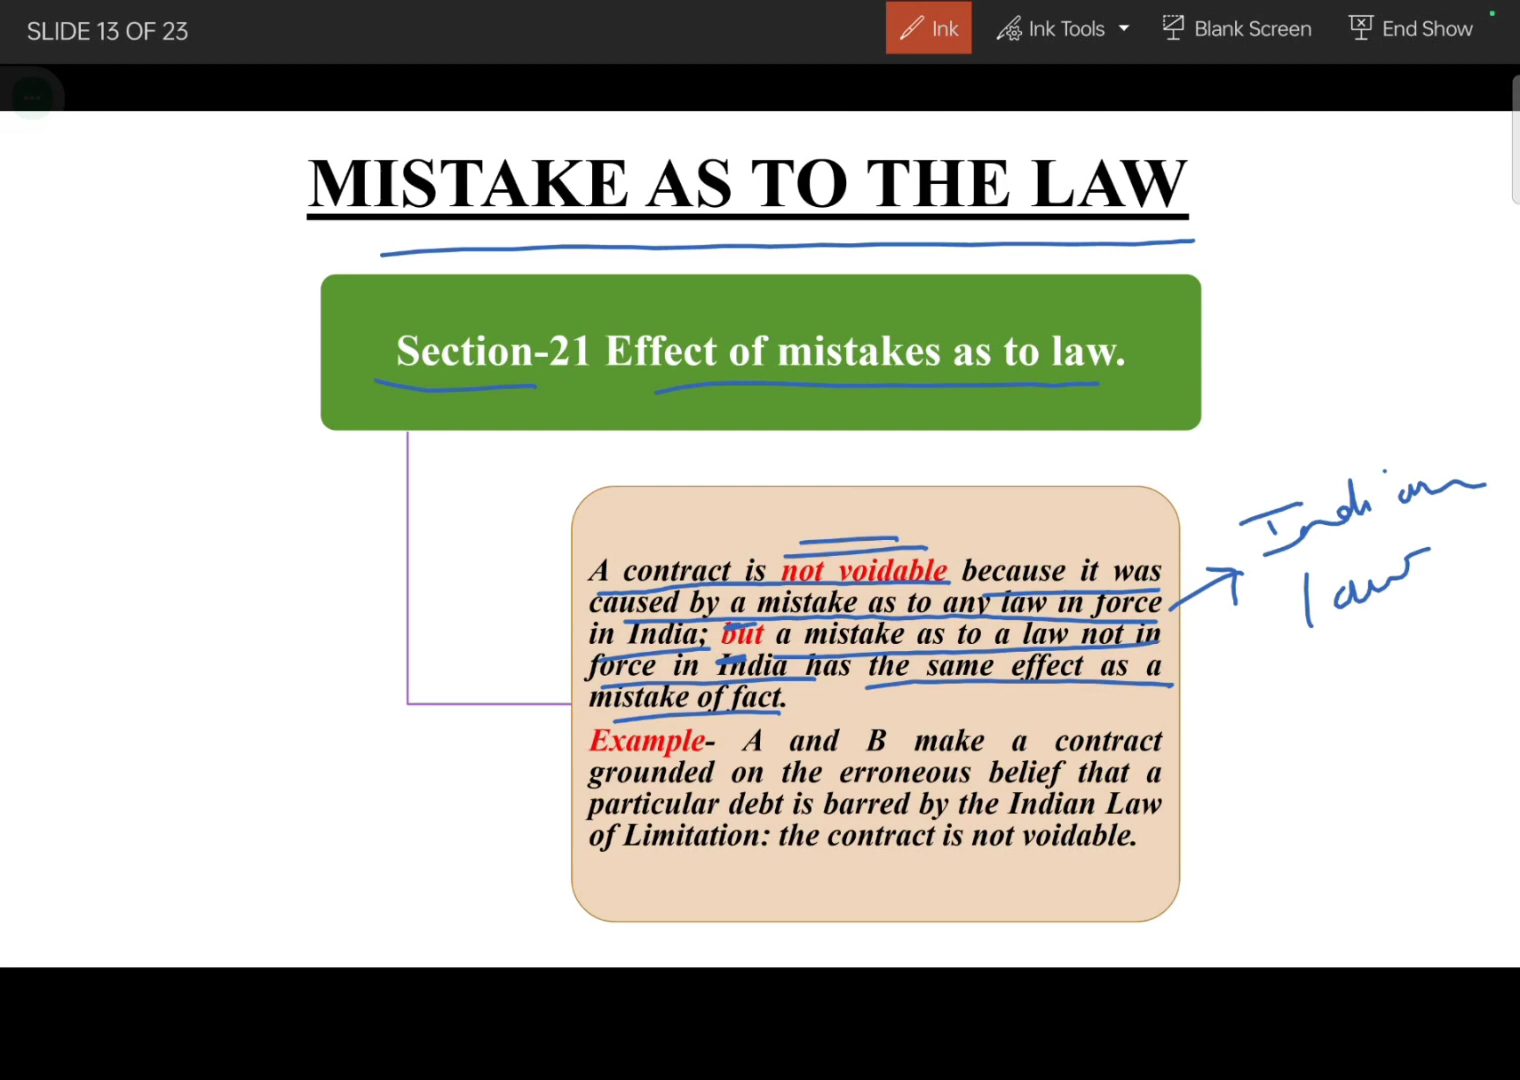 SLIDE 13 OF 23
Ink
Ink Tools
Blank Screen
End Show
MISTAKE AS TO THE LAW
Section-21 Effect of mistakes as to law.
A contract is not voidable because it was
caused by a mistake as to any law in force
in India; but a mistake as to a law not in
force in India has the same effect as a
mistake of fact.
Example- A and B make a contract
grounded on the erroneous belief that a
particular debt is barred by the Indian Law
of Limitation: the contract is not voidable.
Indian
law